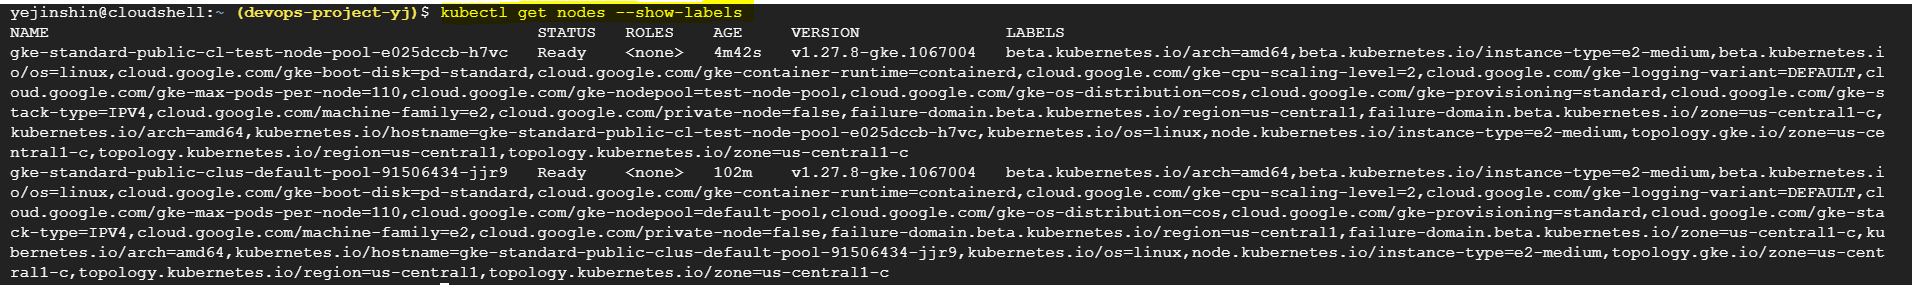 yejinshin@cloudshell:~ (devops-project-yj)$ kubectl get nodes --show-labels
NAME                                                  STATUS   ROLES    AGE     VERSION               LABELS
gke-standard-public-cl-test-node-pool-e025dccb-h7vc   Ready    <none>   4m42s   v1.27.8-gke.1067004   beta.kubernetes.io/arch=amd64,beta.kubernetes.io/instance-type=e2-medium,beta.kubernetes.i
o/os=linux,cloud.google.com/gke-boot-disk=pd-standard,cloud.google.com/gke-container-runtime=containerd,cloud.google.com/gke-cpu-scaling-level=2,cloud.google.com/gke-logging-variant=DEFAULT,cl
oud.google.com/gke-max-pods-per-node=110,cloud.google.com/gke-nodepool=test-node-pool,cloud.google.com/gke-os-distribution=cos,cloud.google.com/gke-provisioning=standard,cloud.google.com/gke-s
tack-type=IPV4,cloud.google.com/machine-family=e2,cloud.google.com/private-node=false,failure-domain.beta.kubernetes.io/region=us-central1,failure-domain.beta.kubernetes.io/zone=us-central1-c,
kubernetes.io/arch=amd64,kubernetes.io/hostname=gke-standard-public-cl-test-node-pool-e025dccb-h7vc,kubernetes.io/os=linux,node.kubernetes.io/instance-type=e2-medium,topology.gke.io/zone=us-ce
ntral1-c,topology.kubernetes.io/region=us-central1,topology.kubernetes.io/zone=us-central1-c
gke-standard-public-clus-default-pool-91506434-jjr9   Ready    <none>   102m    v1.27.8-gke.1067004   beta.kubernetes.io/arch=amd64,beta.kubernetes.io/instance-type=e2-medium,beta.kubernetes.i
o/os=linux,cloud.google.com/gke-boot-disk=pd-standard,cloud.google.com/gke-container-runtime=containerd,cloud.google.com/gke-cpu-scaling-level=2,cloud.google.com/gke-logging-variant=DEFAULT,cl
oud.google.com/gke-max-pods-per-node=110,cloud.google.com/gke-nodepool=default-pool,cloud.google.com/gke-os-distribution=cos,cloud.google.com/gke-provisioning=standard,cloud.google.com/gke-sta
ck-type=IPV4,cloud.google.com/machine-family=e2,cloud.google.com/private-node=false,failure-domain.beta.kubernetes.io/region=us-central1,failure-domain.beta.kubernetes.io/zone=us-central1-c,ku
bernetes.io/arch=amd64,kubernetes.io/hostname=gke-standard-public-clus-default-pool-91506434-jjr9,kubernetes.io/os=linux,node.kubernetes.io/instance-type=e2-medium,topology.gke.io/zone=us-cent
ral1-c,topology.kubernetes.io/region=us-central1,topology.kubernetes.io/zone=us-central1-c